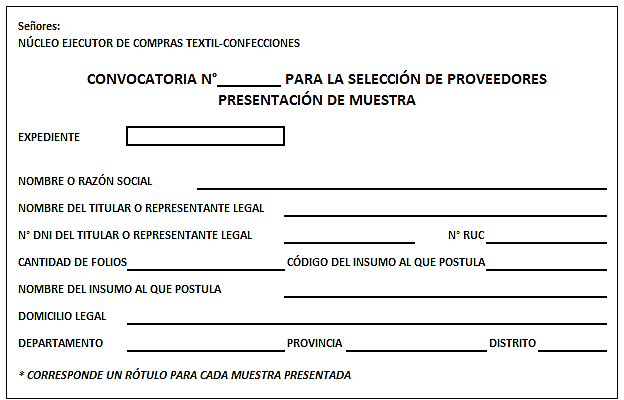 Señores:
NÚCLEO EJECUTOR DE COMPRAS TEXTIL-CONFECCIONES
CONVOCATORIA N°________ PARA LA SELECCIÓN DE PROVEEDORES
PRESENTACIÓN DE MUESTRA
EXPEDIENTE
NOMBRE O RAZÓN SOCIAL
NOMBRE DEL TITULAR O REPRESENTANTE LEGAL
N° DNI DEL TITULAR O REPRESENTANTE LEGAL N° RUC
CANTIDAD DE FOLIOS CÓDIGO DEL INSUMO AL QUE POSTULA
NOMBRE DEL INSUMO AL QUE POSTULA
DOMICILIO LEGAL
DEPARTAMENTO PROVINCIA DISTRITO
* CORRESPONDE UN RÓTULO PARA CADA MUESTRA PRESENTADA